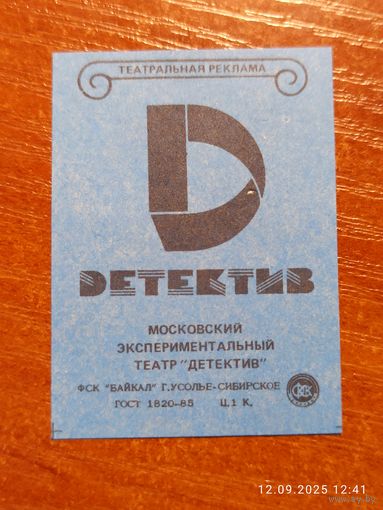 ТЕАТРАЛЬНАЯ РЕКЛАМА
DЕТЕКТИВ
МОСКОВСКИЙ
ЭКСПЕРИМЕНТАЛЬНЫЙ
ТЕАТР "ДЕТЕКТИВ"
ФСК "БАЙКАЛ" Г. УСОЛЬЕ-СИБИРСКОЕ
ГОСТ 1820-85 Ц.1 К.
12.09.2025 12:41